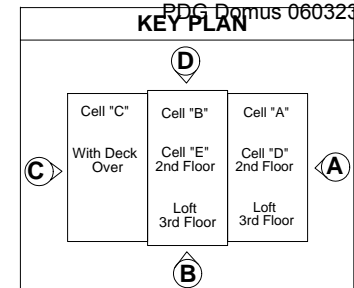 PDG Domus 060323
KEY PLAN
D
Cell "C"
With Deck
Over
Cell "B"
Cell "E"
2nd Floor
Loft
3rd Floor
Cell "A"
Cell "D"
2nd Floor
Loft
3rd Floor
C
A
B